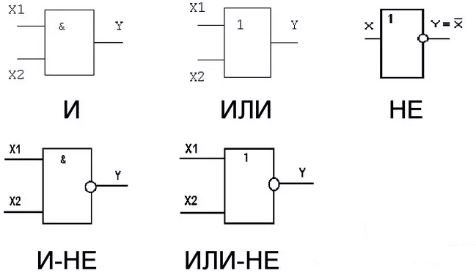 X1 & Y X2
И
X1 1 Y X2
ИЛИ
X 1 Y=X̅
НЕ
X1 & Y X2
И-НЕ
X1 1 Y X2
ИЛИ-НЕ